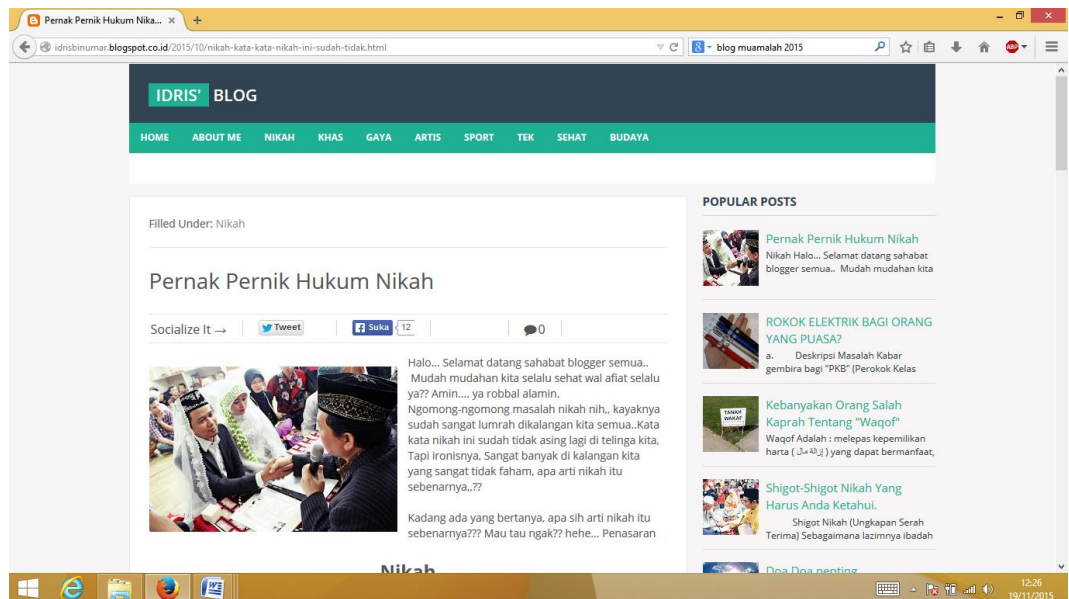 Pernak Pernik Hukum Nika...
idrisbinumar.blogspot.co.id/2015/10/nikah-kata-kata-nikah-ini-sudah-tidak.html
blog muamalah 2015
ABP
IDRIS' BLOG
HOME ABOUT ME NIKAH KHAS GAYA ARTIS SPORT TEK SEHAT BUDAYA
Filled Under: Nikah
Pernak Pernik Hukum Nikah
Socialize It → Tweet Suka 12 0
Halo... Selamat datang sahabat blogger semua..
Mudah mudahan kita selalu sehat wal afiat selalu
ya?? Amin.... ya robbal alamin.
Ngomong-ngomong masalah nikah nih,, kayaknya
sudah sangat lumrah dikalangan kita semua..Kata
kata nikah ini sudah tidak asing lagi di telinga kita,
Tapi ironisnya, Sangat banyak di kalangan kita
yang sangat tidak faham, apa arti nikah itu
sebenarnya,,??
Kadang ada yang bertanya, apa sih arti nikah itu
sebenarnya??? Mau tau ngak?? hehe... Penasaran
Nikah
POPULAR POSTS
Pernak Pernik Hukum Nikah
Nikah Halo... Selamat datang sahabat
blogger semua.. Mudah mudahan kita
ROKOK ELEKTRIK BAGI ORANG
YANG PUASA?
a. Deskripsi Masalah Kabar
gembira bagi "PKB" (Perokok Kelas
TANAH
WAKAF
Kebanyakan Orang Salah
Kaprah Tentang "Waqof"
Waqof Adalah : melepas kepemilikan
harta ( إزالة مال ) yang dapat bermanfaat,
Shigot-Shigot Nikah Yang
Harus Anda Ketahui.
Shigot Nikah (Ungkapan Serah
Terima) Sebagaimana lazimnya ibadah
Doa Doa penting
12:26
19/11/2015